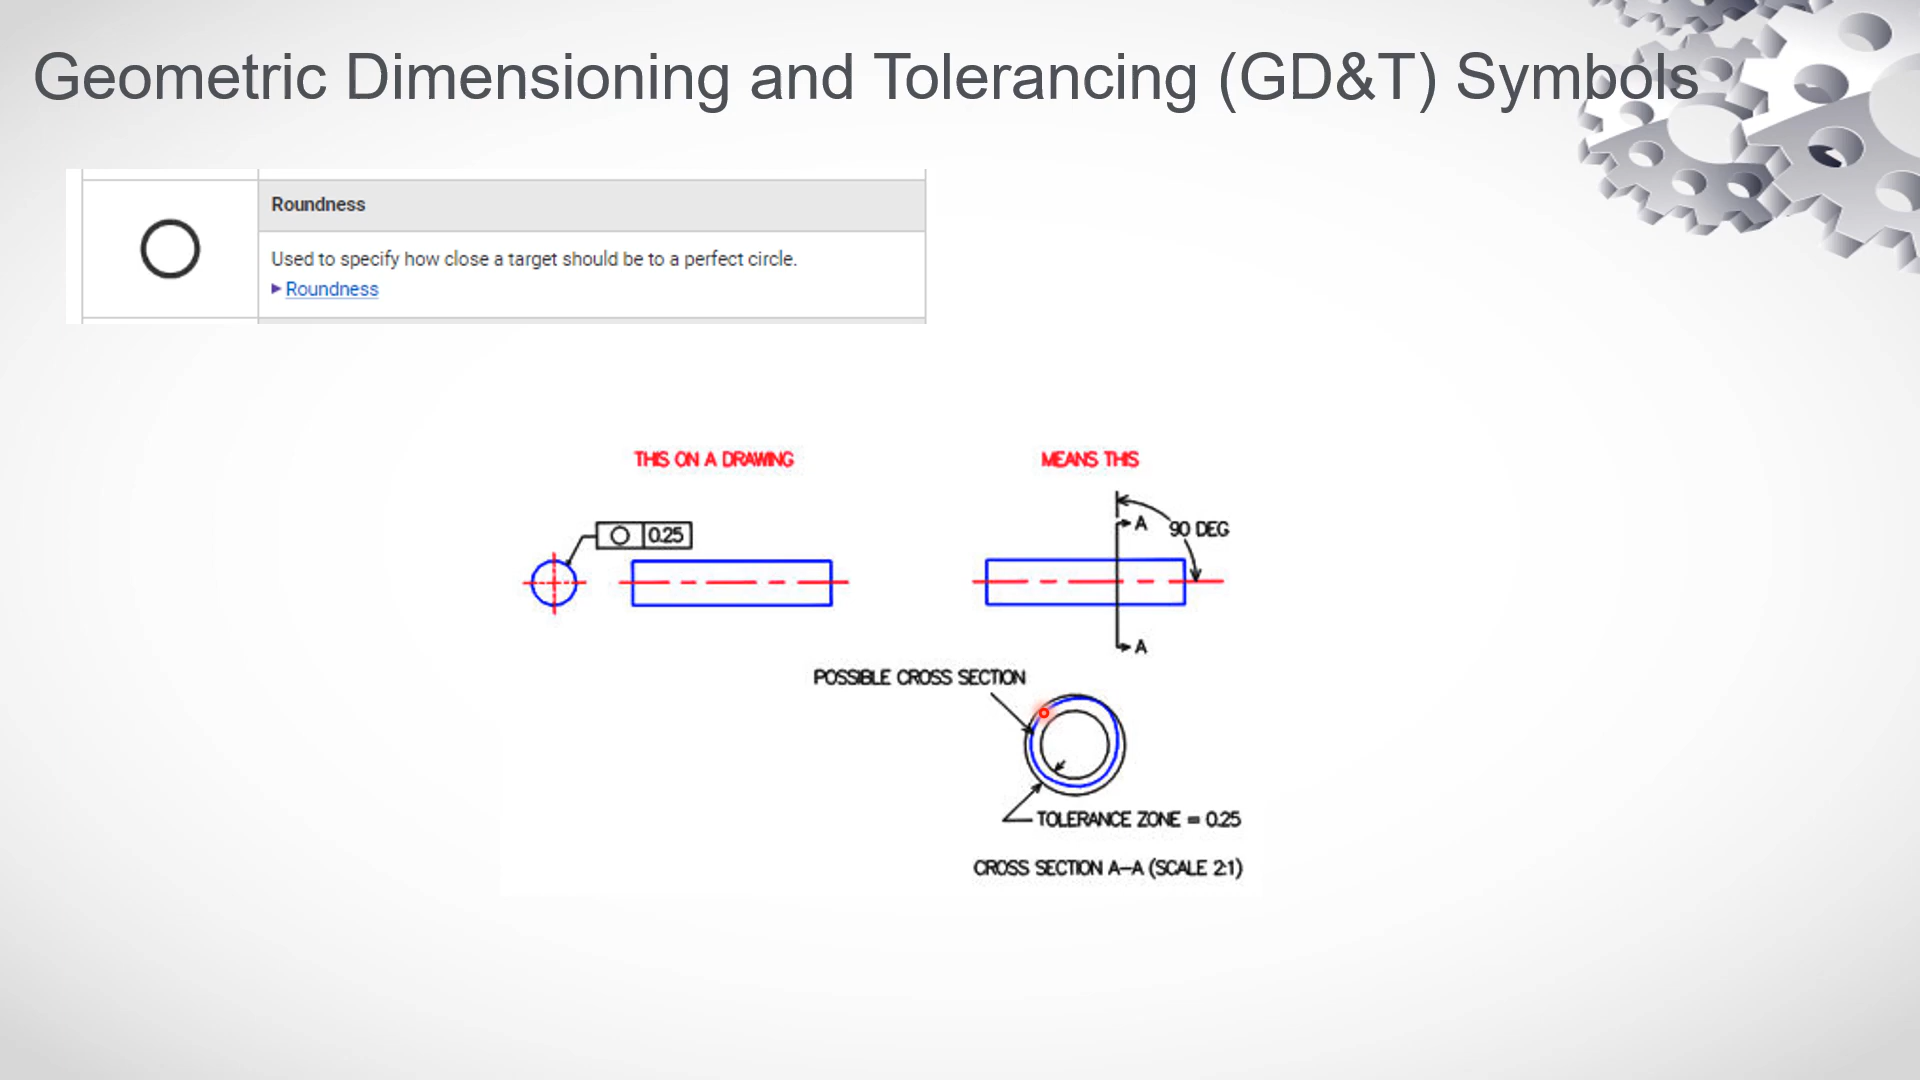 Geometric Dimensioning and Tolerancing (GD&T) Symbols
Roundness
Used to specify how close a target should be to a perfect circle.
Roundness
THIS ON A DRAWING
MEANS THIS
0.25
A
90 DEG
A
POSSIBLE CROSS SECTION
TOLERANCE ZONE = 0.25
CROSS SECTION A-A (SCALE 2:1)